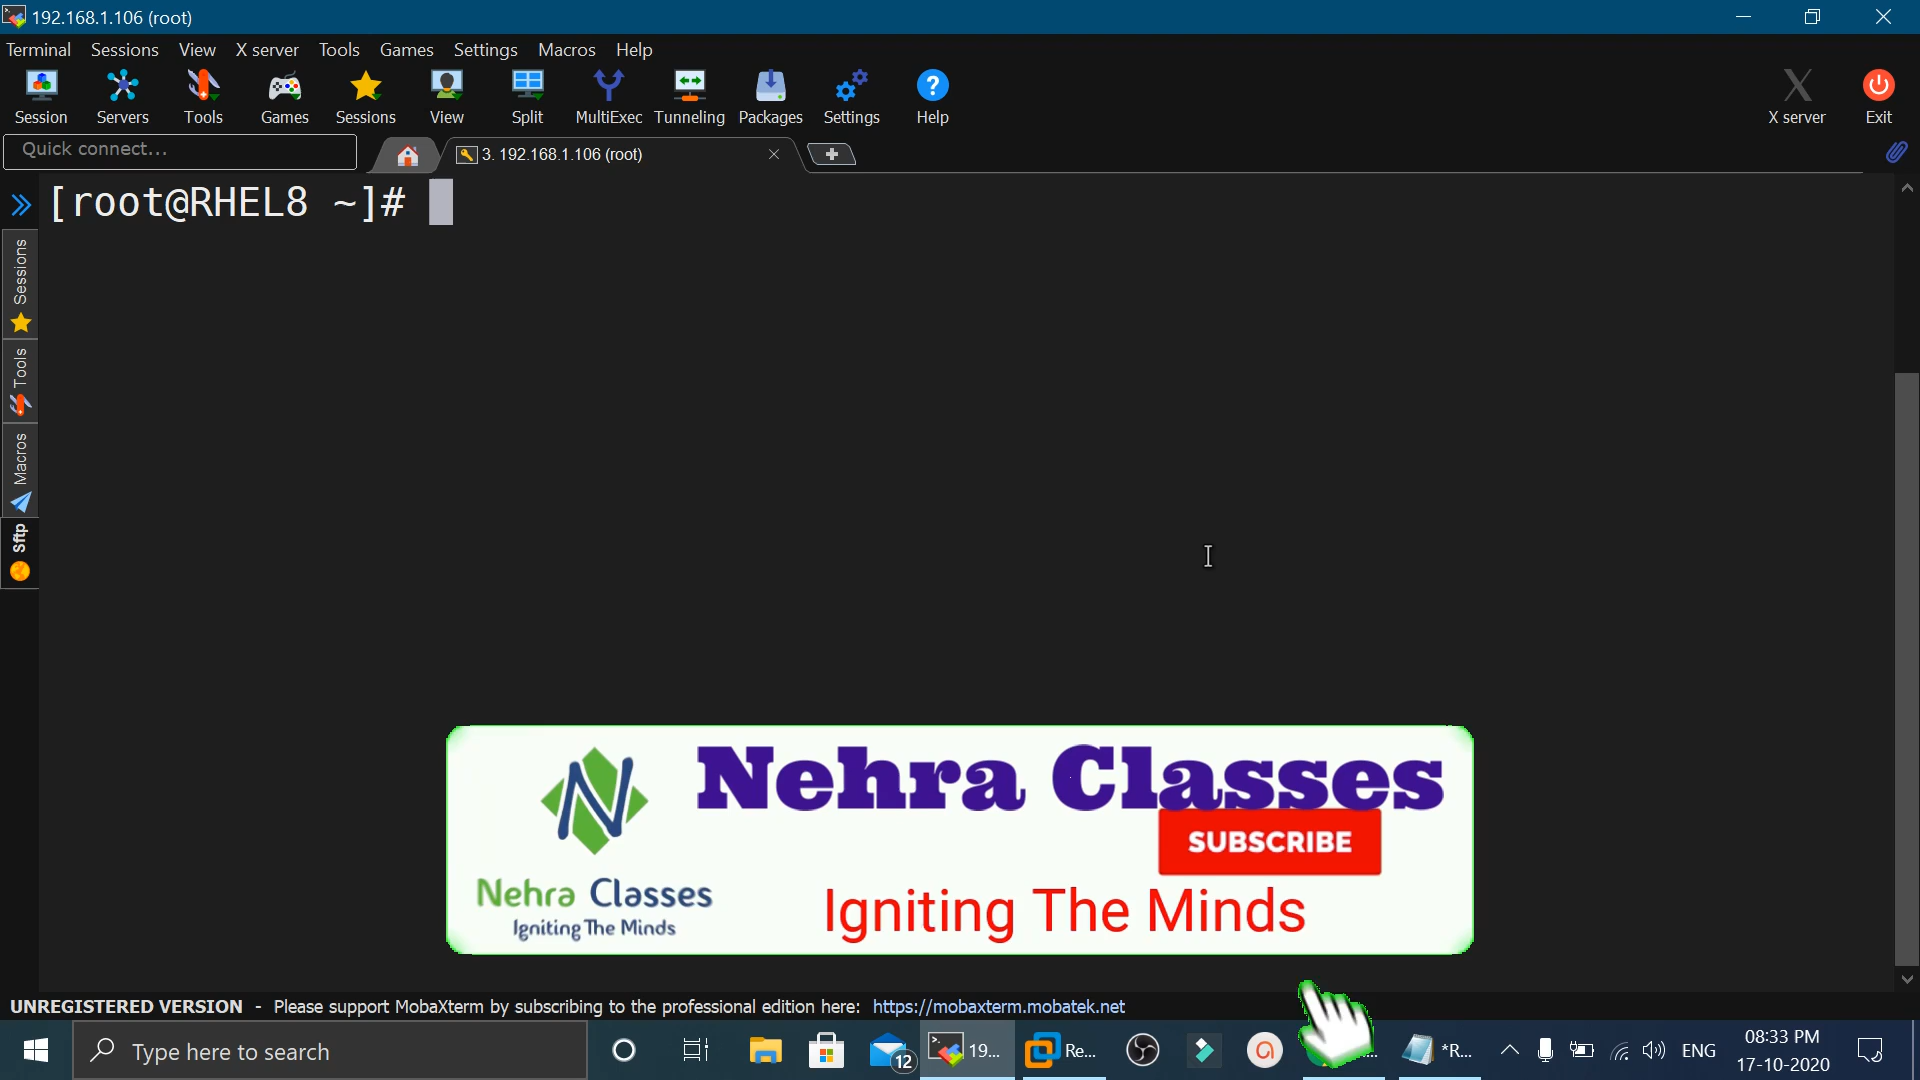 192.168.1.106 (root)
Terminal Sessions View X server Tools Games Settings Macros Help
Session Servers Tools Games Sessions View Split MultiExec Tunneling Packages Settings Help X server Exit
Quick connect...
3. 192.168.1.106 (root)
[root@RHEL8 ~]#
Sessions
Tools
Macros
Sftp
Nehra Classes
SUBSCRIBE
Nehra Classes
Igniting The Minds
Igniting The Minds
UNREGISTERED VERSION - Please support MobaXterm by subscribing to the professional edition here: https://mobaxterm.mobatek.net
Type here to search
12
19...
Re...
*R...
ENG
08:33 PM
17-10-2020